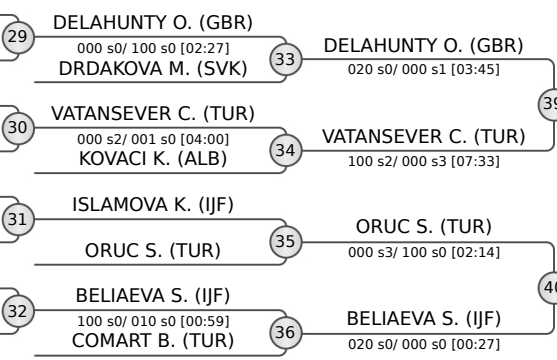 29
DELAHUNTY O. (GBR)
000 s0/ 100 s0 [02:27]
DRDAKOVA M. (SVK)
33
DELAHUNTY O. (GBR)
020 s0/ 000 s1 [03:45]
30
VATANSEVER C. (TUR)
000 s2/ 001 s0 [04:00]
KOVACI K. (ALB)
34
VATANSEVER C. (TUR)
100 s2/ 000 s3 [07:33]
39
31
ISLAMOVA K. (IJF)
ORUC S. (TUR)
35
ORUC S. (TUR)
000 s3/ 100 s0 [02:14]
32
BELIAEVA S. (IJF)
100 s0/ 010 s0 [00:59]
COMART B. (TUR)
36
BELIAEVA S. (IJF)
020 s0/ 000 s0 [00:27]
40